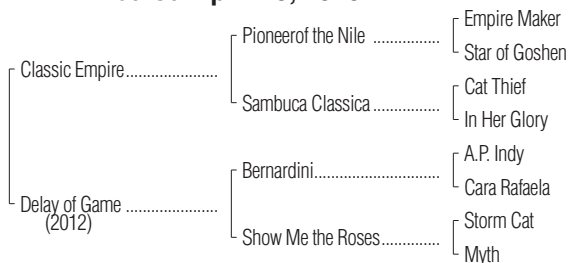 Pioneerof the Nile ...............
Empire Maker
Star of Goshen
Classic Empire.....................
Sambuca Classica ...............
Cat Thief
In Her Glory
Bernardini............................
A.P. Indy
Cara Rafaela
Delay of Game .....................
(2012)
Show Me the Roses.............
Storm Cat
Myth